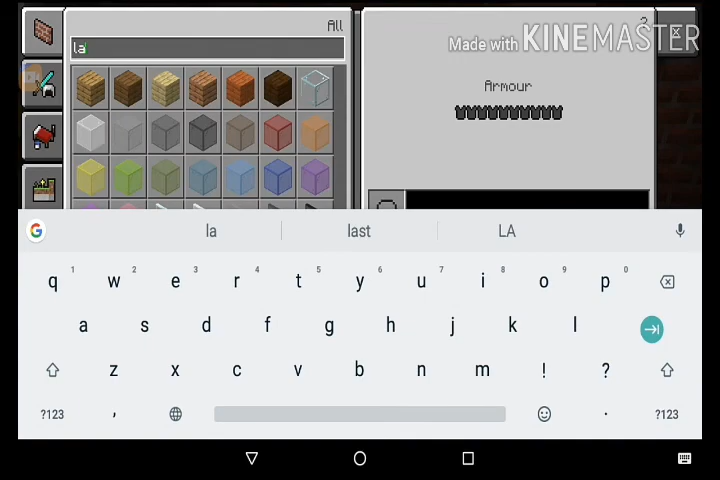 All
la
Made with KINEMASTER
?
x
Armour
la last LA
q 1 w 2 e 3 r 4 t 5 y 6 u 7 i 8 o 9 p 0
a s d f g h j k l
z x c v b n m ! ?
?123 , . ?123